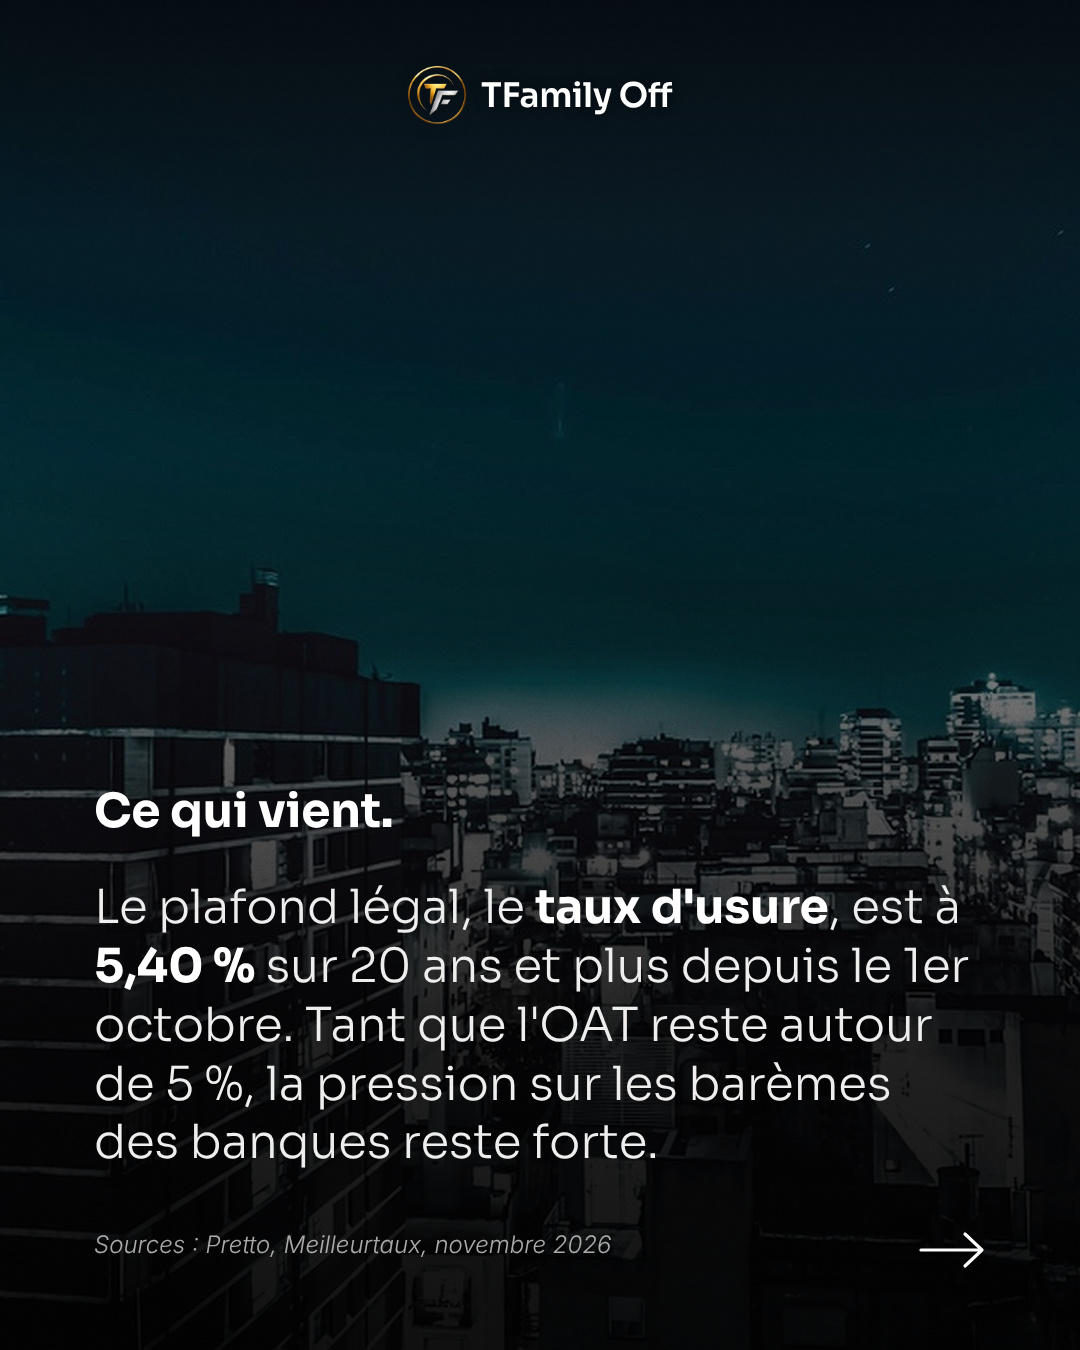 TFamily Off
Ce qui vient.
Le plafond légal, le taux d'usure, est à
5,40 % sur 20 ans et plus depuis le 1er
octobre. Tant que l'OAT reste autour
de 5 %, la pression sur les barèmes
des banques reste forte.
Sources : Pretto, Meilleurtaux, novembre 2026